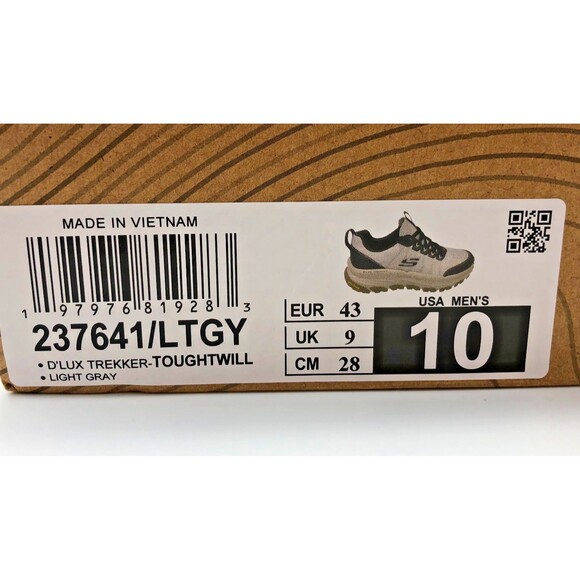 MADE IN VIETNAM
1 97976 81928 3
237641/LTGY
• D'LUX TREKKER-TOUGHTWILL
• LIGHT GRAY
EUR 43
UK 9
CM 28
USA MEN'S
10